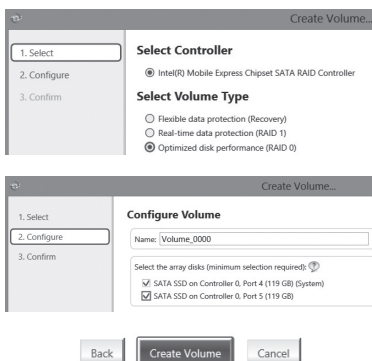 Create Volume...
1. Select
2. Configure
3. Confirm
Select Controller
Intel(R) Mobile Express Chipset SATA RAID Controller
Select Volume Type
Flexible data protection (Recovery)
Real-time data protection (RAID 1)
Optimized disk performance (RAID 0)
Create Volume...
1. Select
2. Configure
3. Confirm
Configure Volume
Name: Volume_0000
Select the array disks (minimum selection required): ?
SATA SSD on Controller 0, Port 4 (119 GB) (System)
SATA SSD on Controller 0, Port 5 (119 GB)
Back Create Volume Cancel